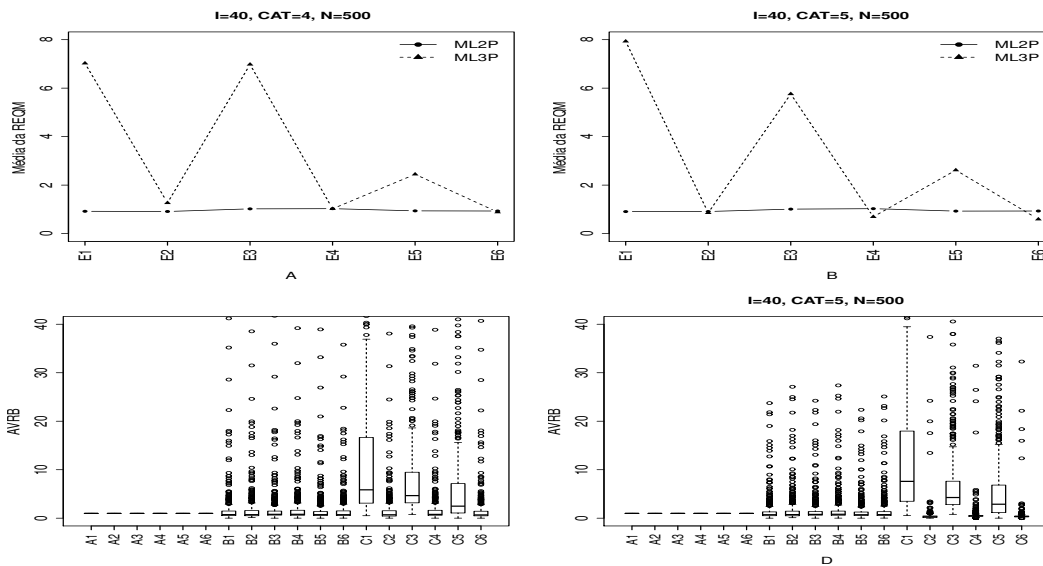 I=40, CAT=4, N=500
Média da REQM
0
2
4
6
8
ML2P
ML3P
E1
E2
E3
E4
E5
E6
A
I=40, CAT=5, N=500
Média da REQM
0
2
4
6
8
ML2P
ML3P
E1
E2
E3
E4
E5
E6
B
AVRB
0
10
20
30
40
A1
A2
A3
A4
A5
A6
B1
B2
B3
B4
B5
B6
C1
C2
C3
C4
C5
C6
I=40, CAT=5, N=500
AVRB
0
10
20
30
40
A1
A2
A3
A4
A5
A6
B1
B2
B3
B4
B5
B6
C1
C2
C3
C4
C5
C6
D